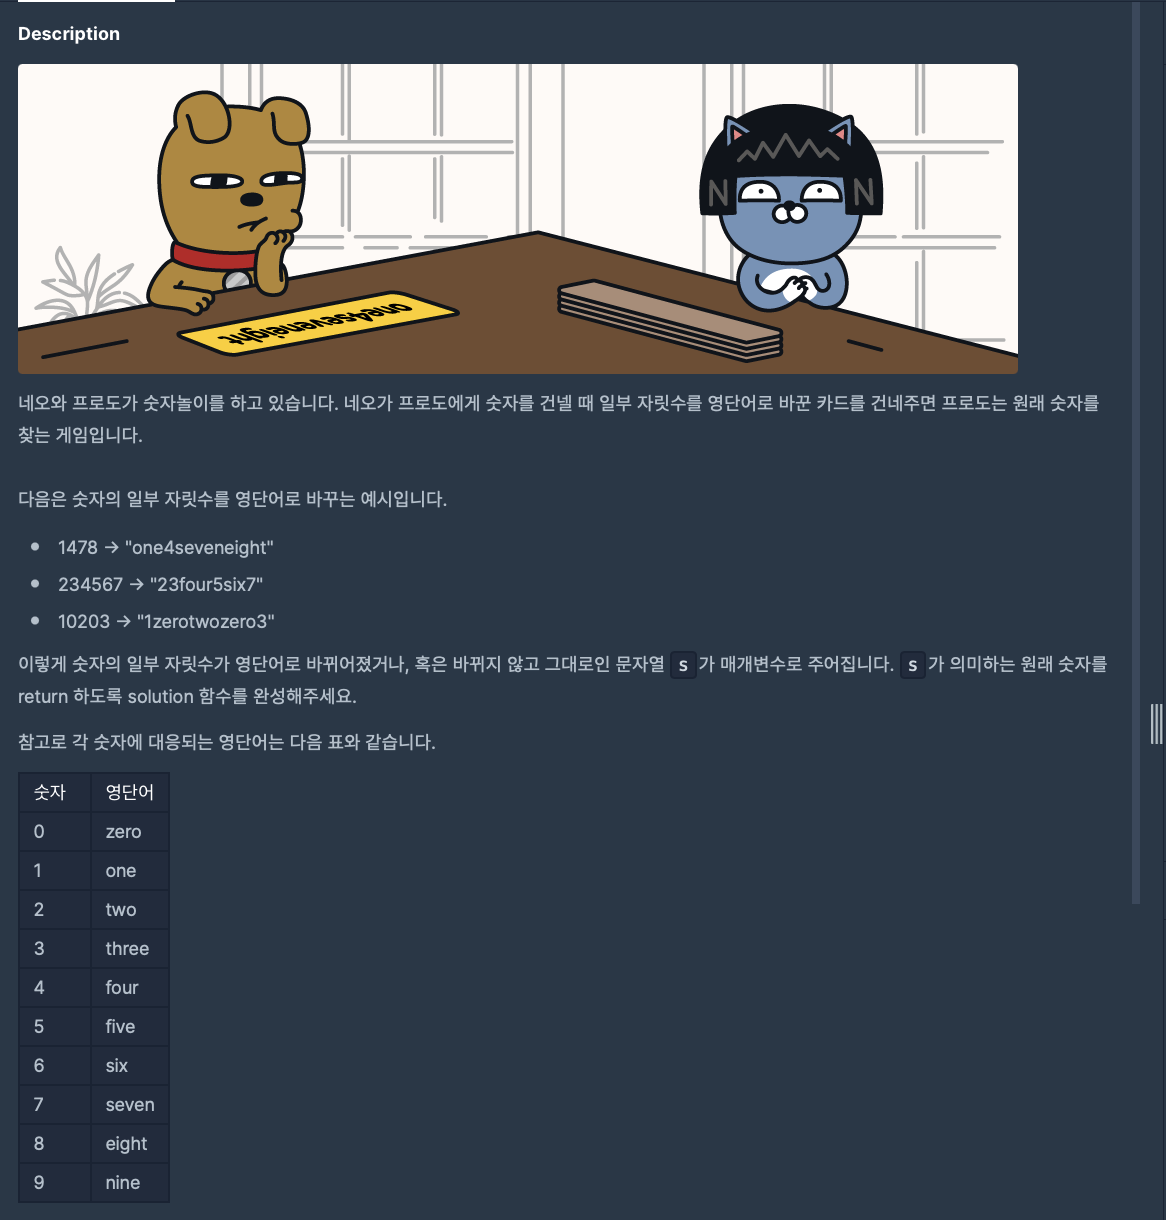 Description
one4seveneight
N N
네오와 프로도가 숫자놀이를 하고 있습니다. 네오가 프로도에게 숫자를 건넬 때 일부 자릿수를 영단어로 바꾼 카드를 건네주면 프로도는 원래 숫자를
찾는 게임입니다.
다음은 숫자의 일부 자릿수를 영단어로 바꾸는 예시입니다.
• 1478 → "one4seveneight"
• 234567 → "23four5six7"
• 10203 → "1zerotwozero3"
이렇게 숫자의 일부 자릿수가 영단어로 바뀌어졌거나, 혹은 바뀌지 않고 그대로인 문자열 s 가 매개변수로 주어집니다. s 가 의미하는 원래 숫자를
return 하도록 solution 함수를 완성해주세요.
참고로 각 숫자에 대응되는 영단어는 다음 표와 같습니다.
숫자 영단어
0 zero
1 one
2 two
3 three
4 four
5 five
6 six
7 seven
8 eight
9 nine